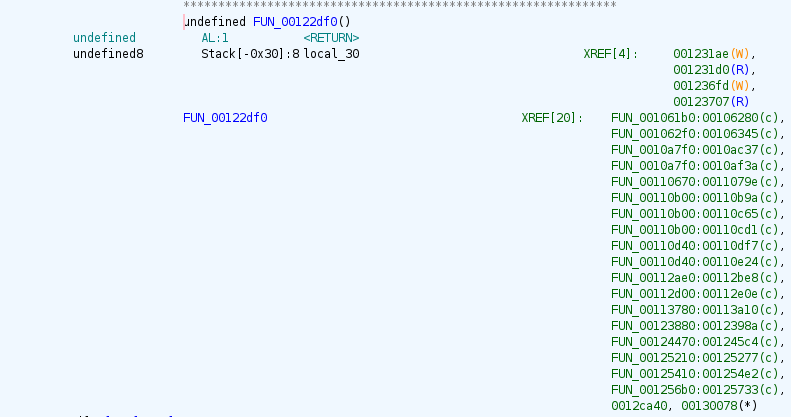 **************************************************************
undefined FUN_00122df0()
undefined AL:1 <RETURN>
undefined8 Stack[-0x30]:8 local_30 XREF[4]: 001231ae(W),
001231d0(R),
001236fd(W),
00123707(R)
FUN_00122df0 XREF[20]: FUN_001061b0:00106280(c),
FUN_001062f0:00106345(c),
FUN_0010a7f0:0010ac37(c),
FUN_0010a7f0:0010af3a(c),
FUN_00110670:0011079e(c),
FUN_00110b00:00110b9a(c),
FUN_00110b00:00110c65(c),
FUN_00110b00:00110cd1(c),
FUN_00110d40:00110df7(c),
FUN_00110d40:00110e24(c),
FUN_00112ae0:00112be8(c),
FUN_00112d00:00112e0e(c),
FUN_00113780:00113a10(c),
FUN_00123880:0012398a(c),
FUN_00124470:001245c4(c),
FUN_00125210:00125277(c),
FUN_00125410:001254e2(c),
FUN_001256b0:00125733(c),
0012ca40, 00130078(*)